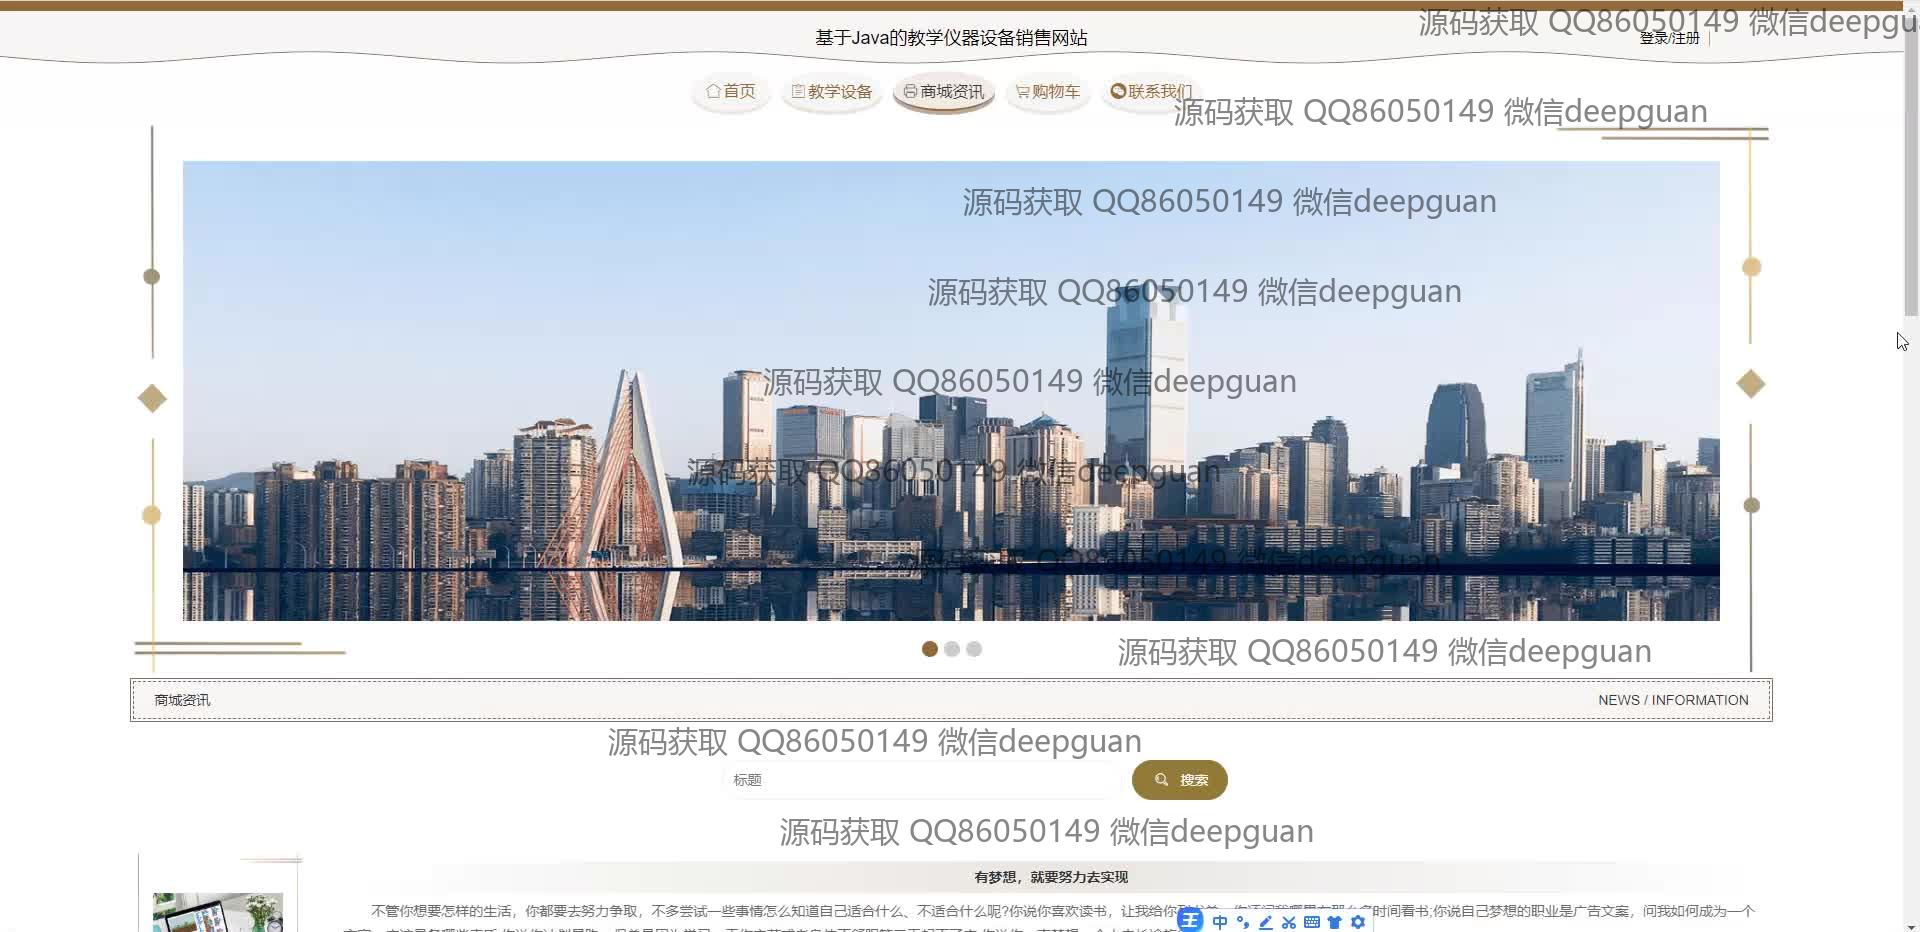 源码获取 QQ86050149 微信deepgu
基于Java的教学仪器设备销售网站
登录/注册
首页 教学设备 商城资讯 购物车 联系我们
源码获取 QQ86050149 微信deepguan
源码获取 QQ86050149 微信deepguan
源码获取 QQ86050149 微信deepguan
源码获取 QQ86050149 微信deepguan
源码获取 QQ86050149 微信deepguan
源码获取 QQ86050149 微信deepguan
源码获取 QQ86050149 微信deepguan
商城资讯 NEWS / INFORMATION
源码获取 QQ86050149 微信deepguan
标题 搜索
源码获取 QQ86050149 微信deepguan
有梦想，就要努力去实现
不管你想要怎样的生活，你都要去努力争取，不多尝试一些事情怎么知道自己适合什么、不适合什么呢?你说你喜欢读书，让我给你 时间看书;你说自己梦想的职业是广告文案，问我如何成为一个
王 中